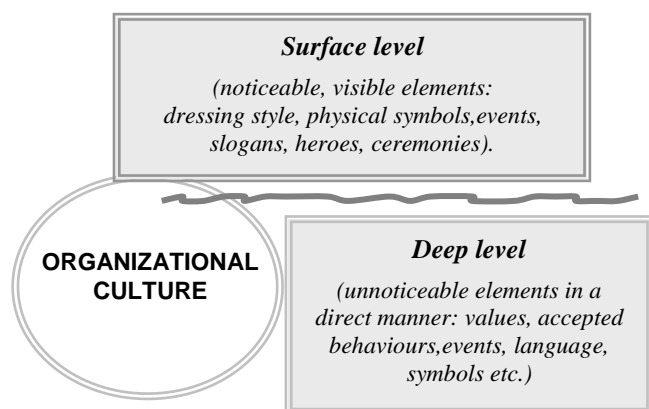 Surface level
(noticeable, visible elements:
dressing style, physical symbols,events,
slogans, heroes, ceremonies).
ORGANIZATIONAL
CULTURE
Deep level
(unnoticeable elements in a
direct manner: values, accepted
behaviours,events, language,
symbols etc.)